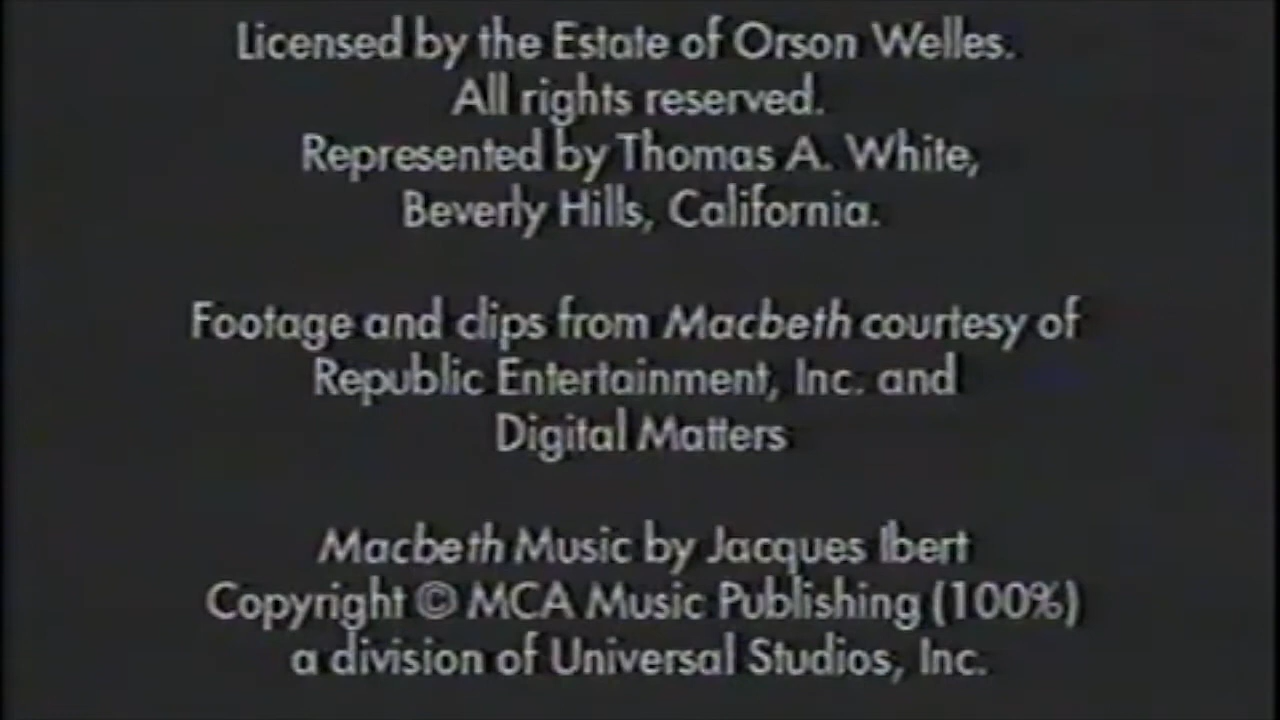 Licensed by the Estate of Orson Welles.
All rights reserved.
Represented by Thomas A. White,
Beverly Hills, California.
Footage and clips from Macbeth courtesy of
Republic Entertainment, Inc. and
Digital Matters
Macbeth Music by Jacques Ibert
Copyright © MCA Music Publishing (100%)
a division of Universal Studios, Inc.